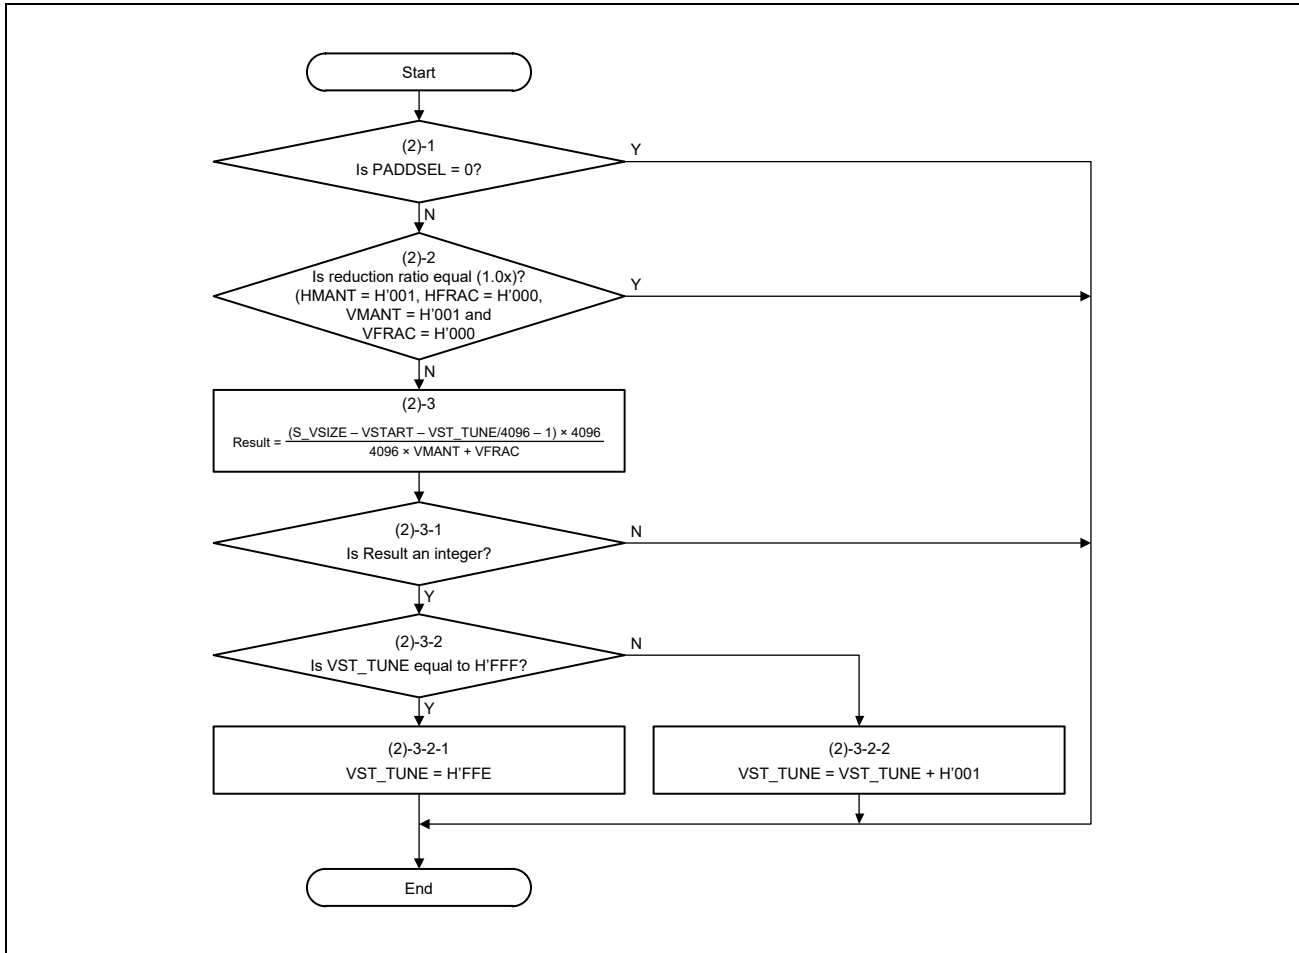 Start
(2)-1
Is PADDSEL = 0?
Y
N
(2)-2
Is reduction ratio equal (1.0x)?
(HMANT = H’001, HFRAC = H’000,
VMANT = H’001 and
VFRAC = H’000
Y
N
(2)-3
Result = (S_VSIZE – VSTART – VST_TUNE/4096 – 1) × 4096
4096 × VMANT + VFRAC
(2)-3-1
Is Result an integer?
N
Y
(2)-3-2
Is VST_TUNE equal to H’FFF?
N
Y
(2)-3-2-1
VST_TUNE = H’FFE
(2)-3-2-2
VST_TUNE = VST_TUNE + H’001
End